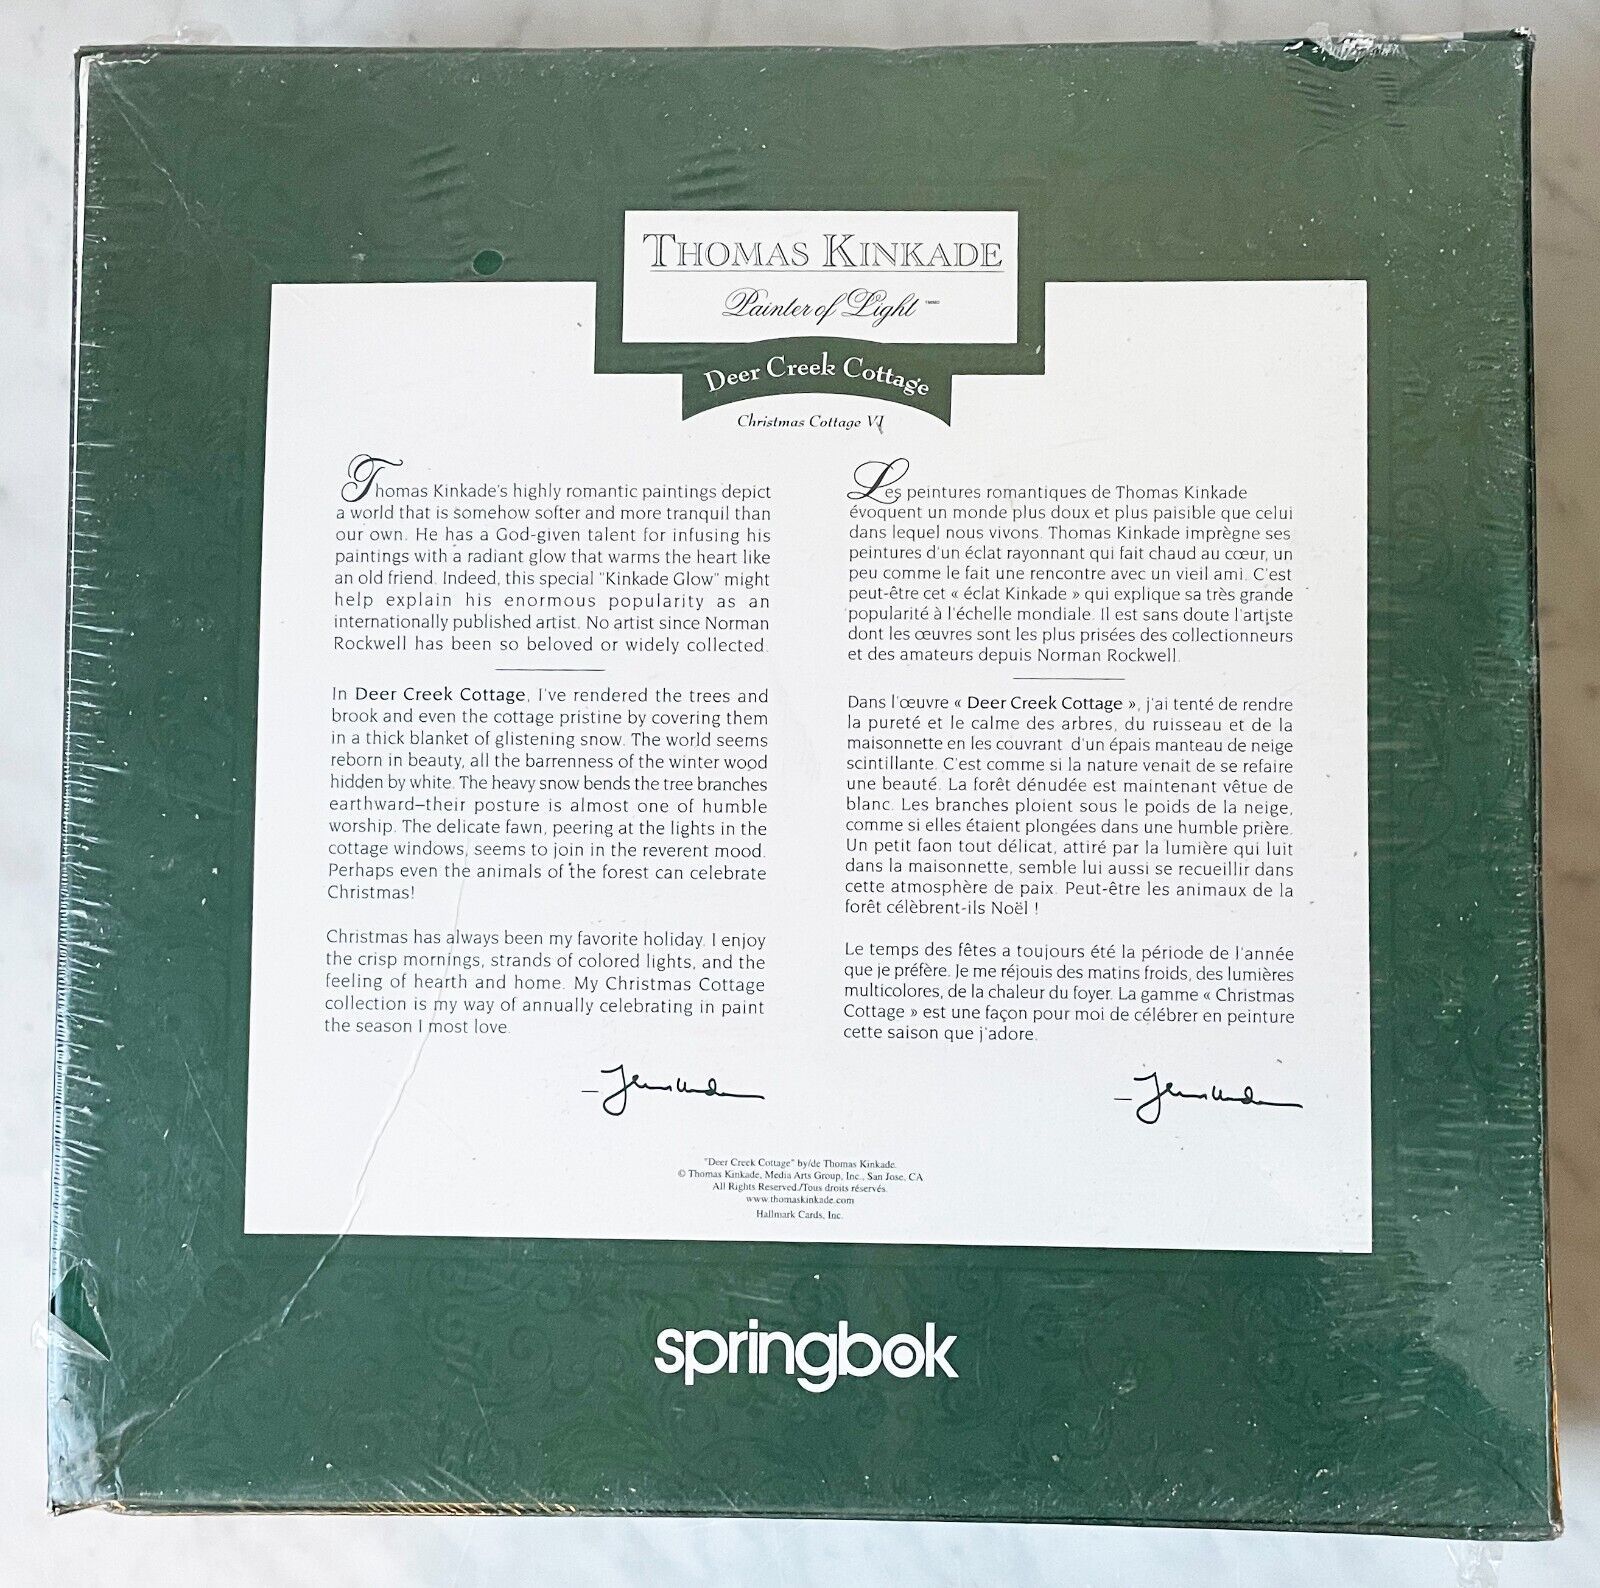 THOMAS KINKADE
Painter of Light ™MD
Deer Creek Cottage
Christmas Cottage VI
Thomas Kinkade's highly romantic paintings depict
a world that is somehow softer and more tranquil than
our own. He has a God-given talent for infusing his
paintings with a radiant glow that warms the heart like
an old friend. Indeed, this special "Kinkade Glow" might
help explain his enormous popularity as an
internationally published artist. No artist since Norman
Rockwell has been so beloved or widely collected.
In Deer Creek Cottage, I've rendered the trees and
brook and even the cottage pristine by covering them
in a thick blanket of glistening snow. The world seems
reborn in beauty, all the barrenness of the winter wood
hidden by white. The heavy snow bends the tree branches
earthward—their posture is almost one of humble
worship. The delicate fawn, peering at the lights in the
cottage windows, seems to join in the reverent mood.
Perhaps even the animals of the forest can celebrate
Christmas!
Christmas has always been my favorite holiday. I enjoy
the crisp mornings, strands of colored lights, and the
feeling of hearth and home. My Christmas Cottage
collection is my way of annually celebrating in paint
the season I most love.
Les peintures romantiques de Thomas Kinkade
évoquent un monde plus doux et plus paisible que celui
dans lequel nous vivons. Thomas Kinkade imprègne ses
peintures d'un éclat rayonnant qui fait chaud au cœur, un
peu comme le fait une rencontre avec un vieil ami. C'est
peut-être cet « éclat Kinkade » qui explique sa très grande
popularité à l'échelle mondiale. Il est sans doute l'artiste
dont les œuvres sont les plus prisées des collectionneurs
et des amateurs depuis Norman Rockwell.
Dans l'œuvre « Deer Creek Cottage », j'ai tenté de rendre
la pureté et le calme des arbres, du ruisseau et de la
maisonnette en les couvrant d'un épais manteau de neige
scintillante. C'est comme si la nature venait de se refaire
une beauté. La forêt dénudée est maintenant vêtue de
blanc. Les branches ploient sous le poids de la neige,
comme si elles étaient plongées dans une humble prière.
Un petit faon tout délicat, attiré par la lumière qui luit
dans la maisonnette, semble lui aussi se recueillir dans
cette atmosphère de paix. Peut-être les animaux de la
forêt célèbrent-ils Noël !
Le temps des fêtes a toujours été la période de l'année
que je préfère. Je me réjouis des matins froids, des lumières
multicolores, de la chaleur du foyer. La gamme « Christmas
Cottage » est une façon pour moi de célébrer en peinture
cette saison que j'adore.
"Deer Creek Cottage" by/de Thomas Kinkade.
© Thomas Kinkade, Media Arts Group, Inc., San Jose, CA
All Rights Reserved./Tous droits réservés.
www.thomaskinkade.com
Hallmark Cards, Inc.
springbok